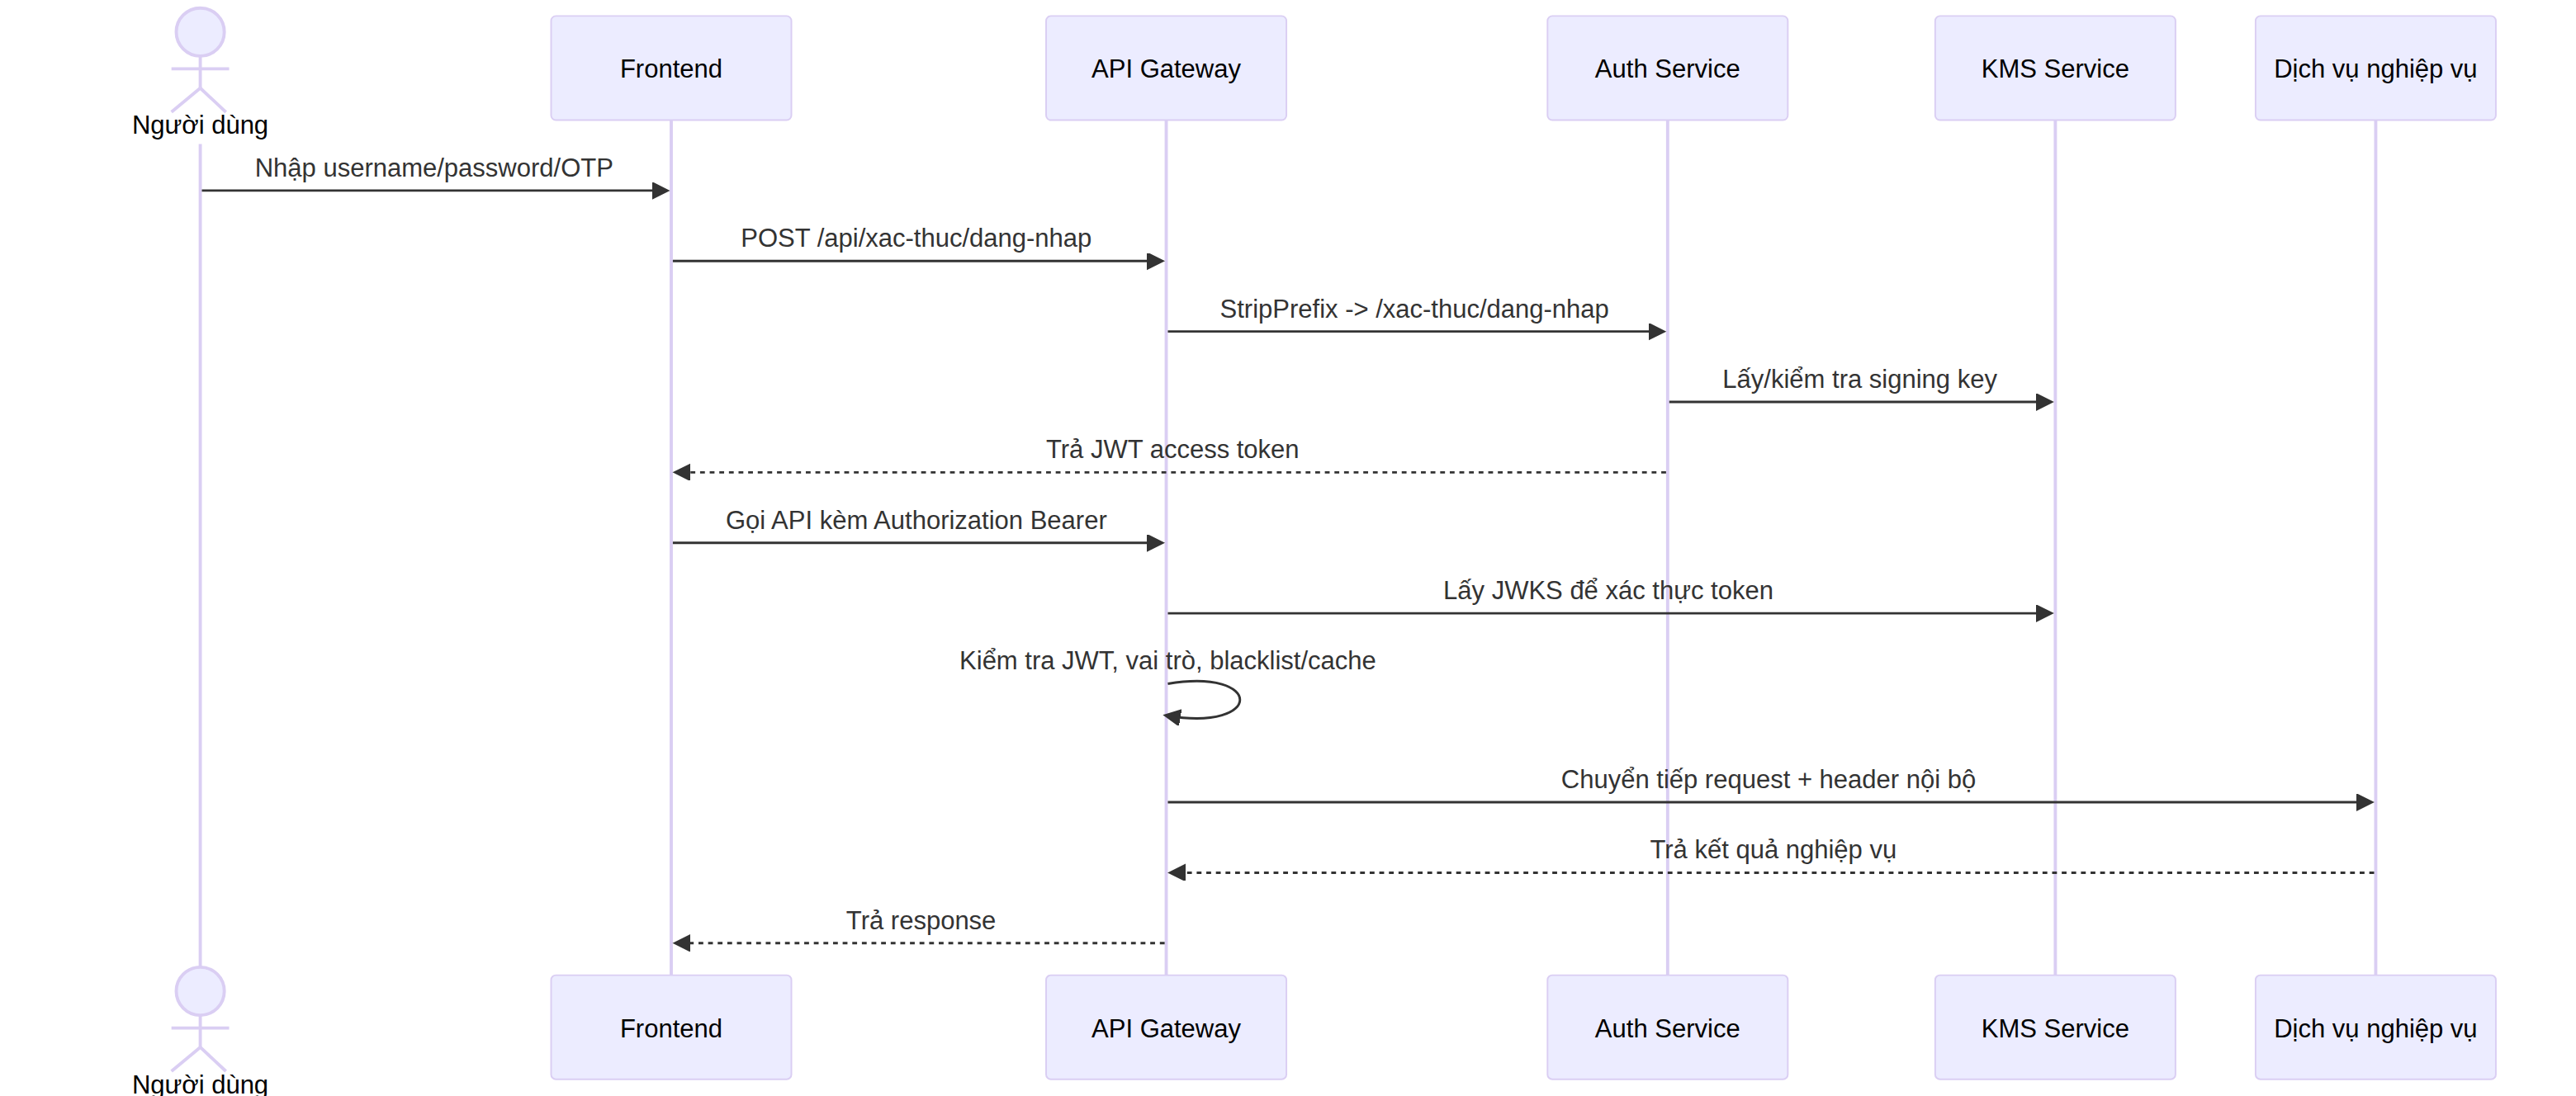 Người dùng
Frontend
API Gateway
Auth Service
KMS Service
Dịch vụ nghiệp vụ
Nhập username/password/OTP
POST /api/xac-thuc/dang-nhap
StripPrefix -> /xac-thuc/dang-nhap
Lấy/kiểm tra signing key
Trả JWT access token
Gọi API kèm Authorization Bearer
Lấy JWKS để xác thực token
Kiểm tra JWT, vai trò, blacklist/cache
Chuyển tiếp request + header nội bộ
Trả kết quả nghiệp vụ
Trả response
Người dùng
Frontend
API Gateway
Auth Service
KMS Service
Dịch vụ nghiệp vụ